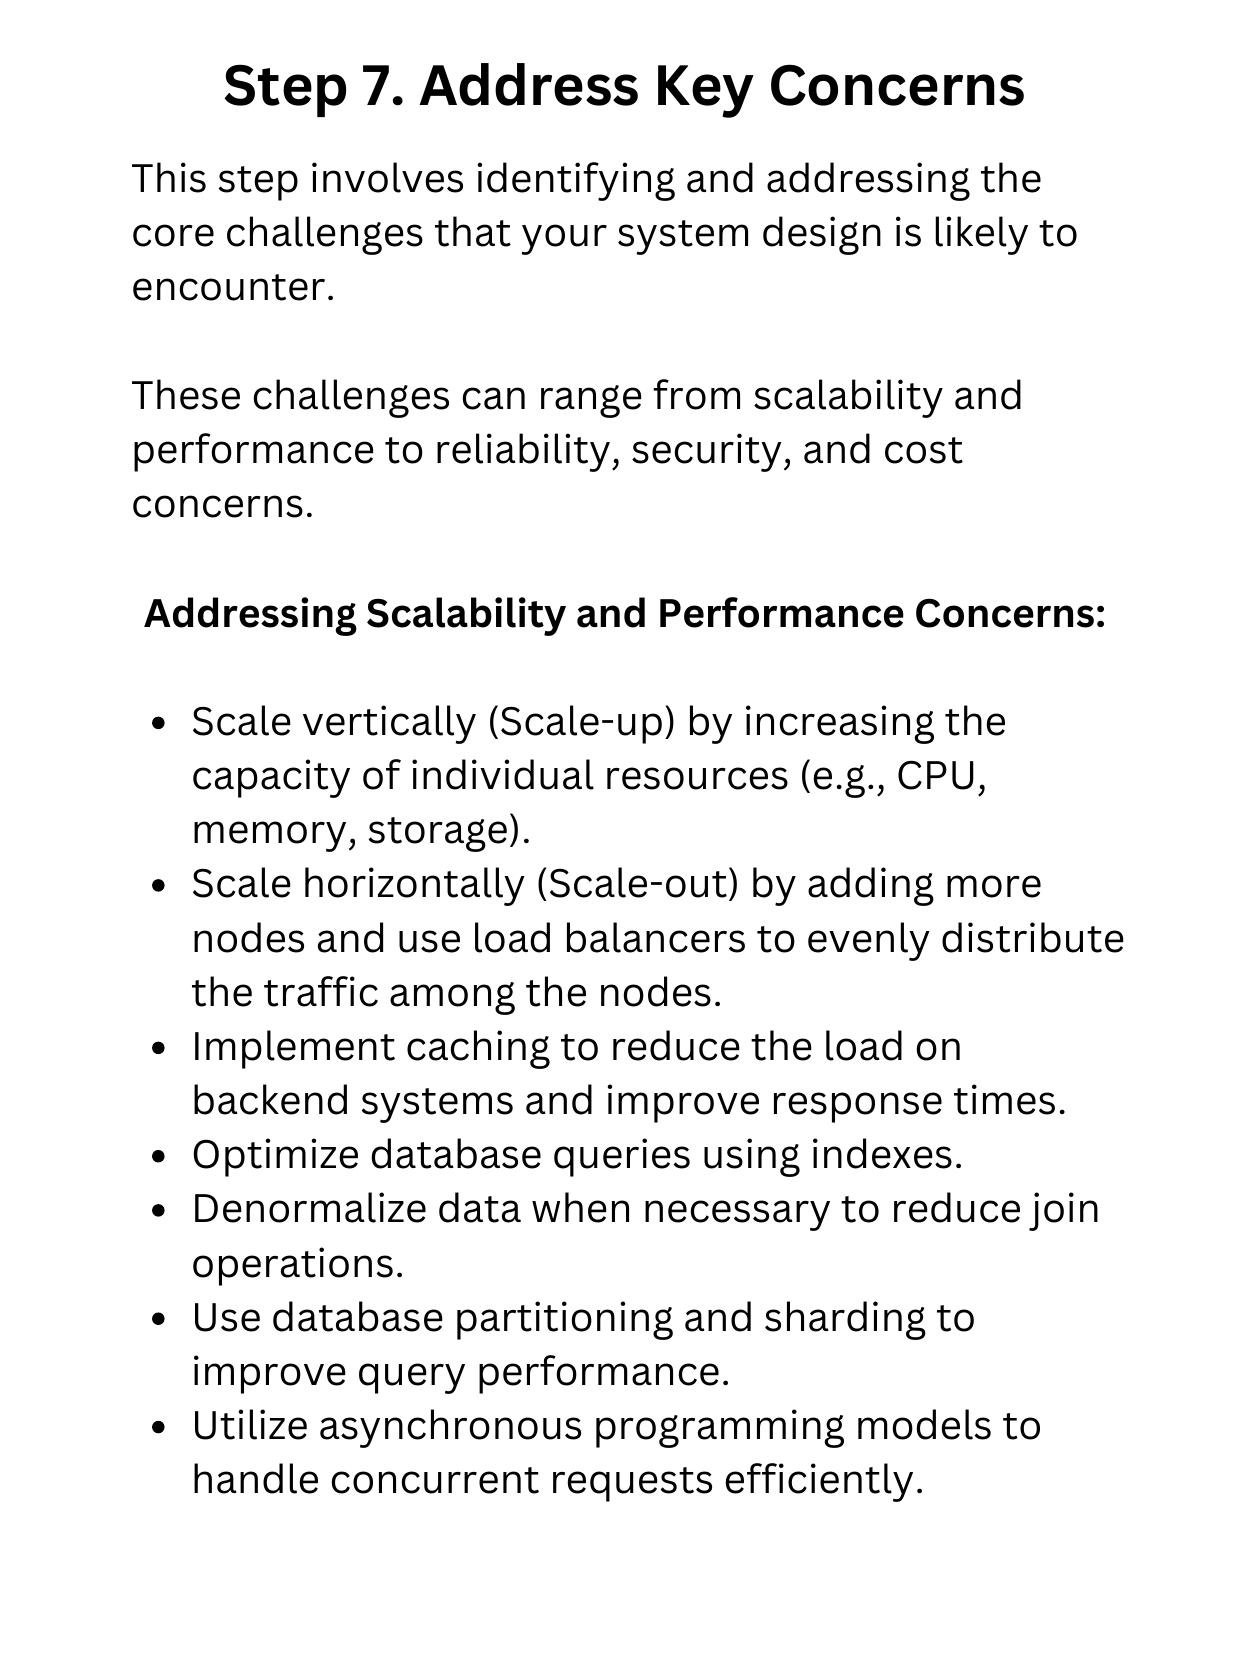 Step 7. Address Key Concerns
This step involves identifying and addressing the
core challenges that your system design is likely to
encounter.
These challenges can range from scalability and
performance to reliability, security, and cost
concerns.
Addressing Scalability and Performance Concerns:
• Scale vertically (Scale-up) by increasing the
capacity of individual resources (e.g., CPU,
memory, storage).
• Scale horizontally (Scale-out) by adding more
nodes and use load balancers to evenly distribute
the traffic among the nodes.
• Implement caching to reduce the load on
backend systems and improve response times.
• Optimize database queries using indexes.
• Denormalize data when necessary to reduce join
operations.
• Use database partitioning and sharding to
improve query performance.
• Utilize asynchronous programming models to
handle concurrent requests efficiently.